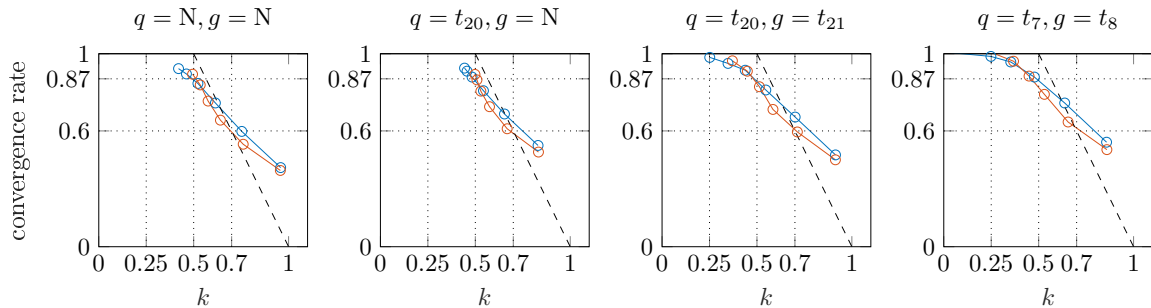 q = N, g = N
q = t₂₀, g = N
q = t₂₀, g = t₂₁
q = t₇, g = t₈
convergence rate
1
0.87
0.6
0
0 0.25 0.5 0.7 1
k
1
0.87
0.6
0
0 0.25 0.5 0.7 1
k
1
0.87
0.6
0
0 0.25 0.5 0.7 1
k
1
0.87
0.6
0
0 0.25 0.5 0.7 1
k